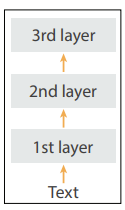 3rd layer
2nd layer
1st layer
Text